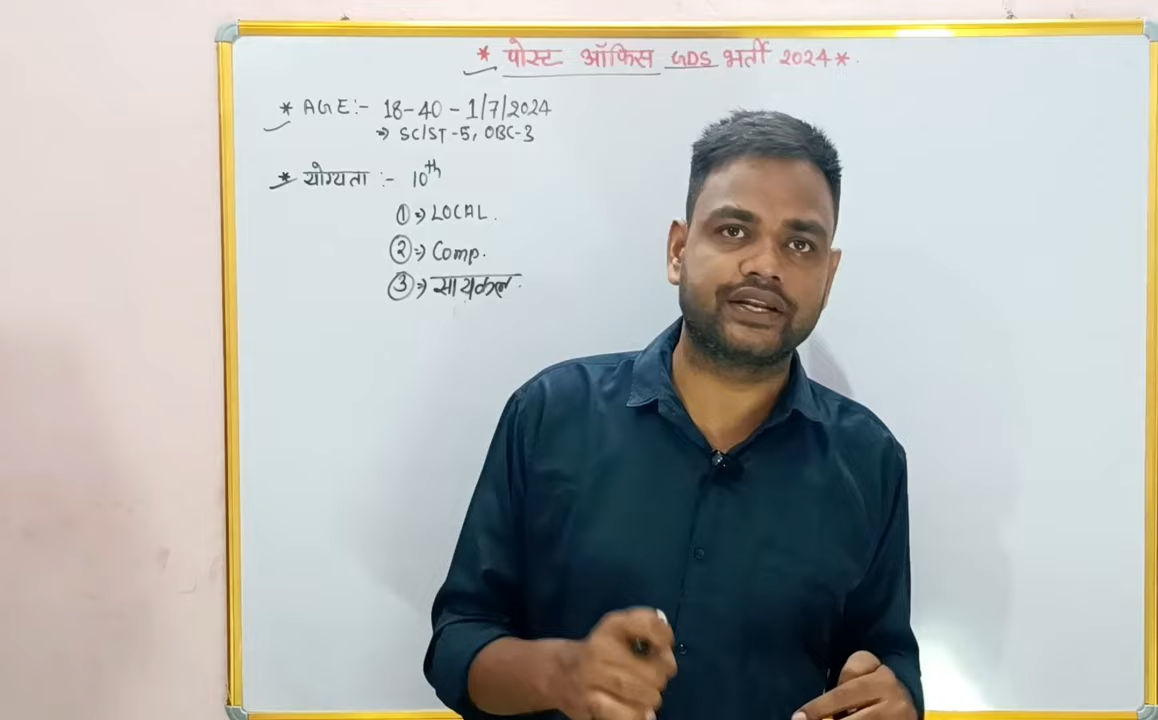 * पोस्ट ऑफिस GDS भर्ती 2024 *
* AGE:- 18-40 - 1/7/2024
⇒ SC/ST-5, OBC-3
* योग्यता :- 10th
① ⇒ LOCAL.
② ⇒ Comp.
③ ⇒ सायकल.